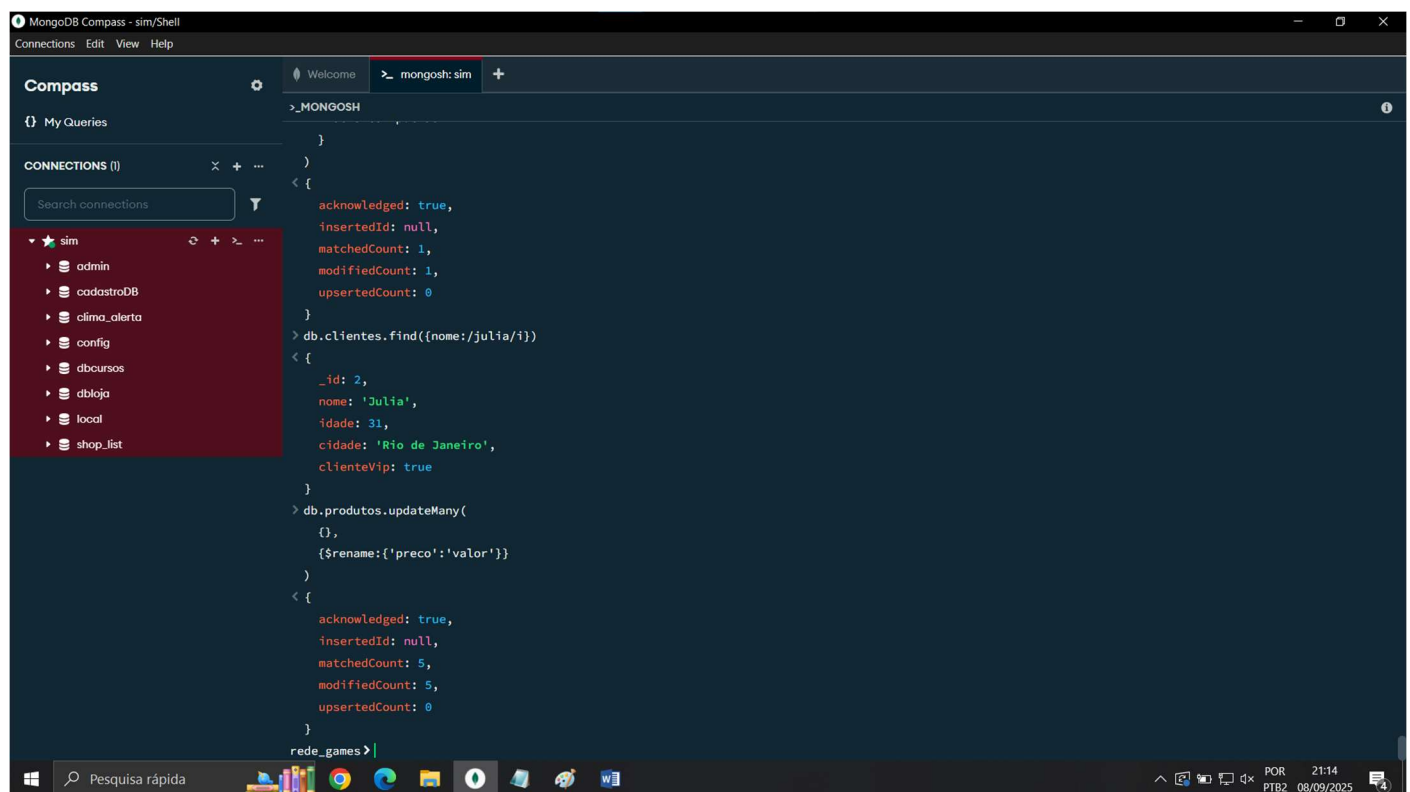 MongoDB Compass - sim/Shell
Connections Edit View Help
Compass
{} My Queries
CONNECTIONS (1)
Search connections
sim
admin
cadastroDB
clima_alerta
config
dbcursos
dbloja
local
shop_list
Welcome
>_ mongosh: sim
>_MONGOSH
}
)
< {
acknowledged: true,
insertedId: null,
matchedCount: 1,
modifiedCount: 1,
upsertedCount: 0
}
> db.clientes.find({nome:/julia/i})
< {
_id: 2,
nome: 'Julia',
idade: 31,
cidade: 'Rio de Janeiro',
clienteVip: true
}
> db.produtos.updateMany(
{},
{$rename:{'preco':'valor'}}
)
< {
acknowledged: true,
insertedId: null,
matchedCount: 5,
modifiedCount: 5,
upsertedCount: 0
}
rede_games>
Pesquisa rápida
POR
PTB2
21:14
08/09/2025
4